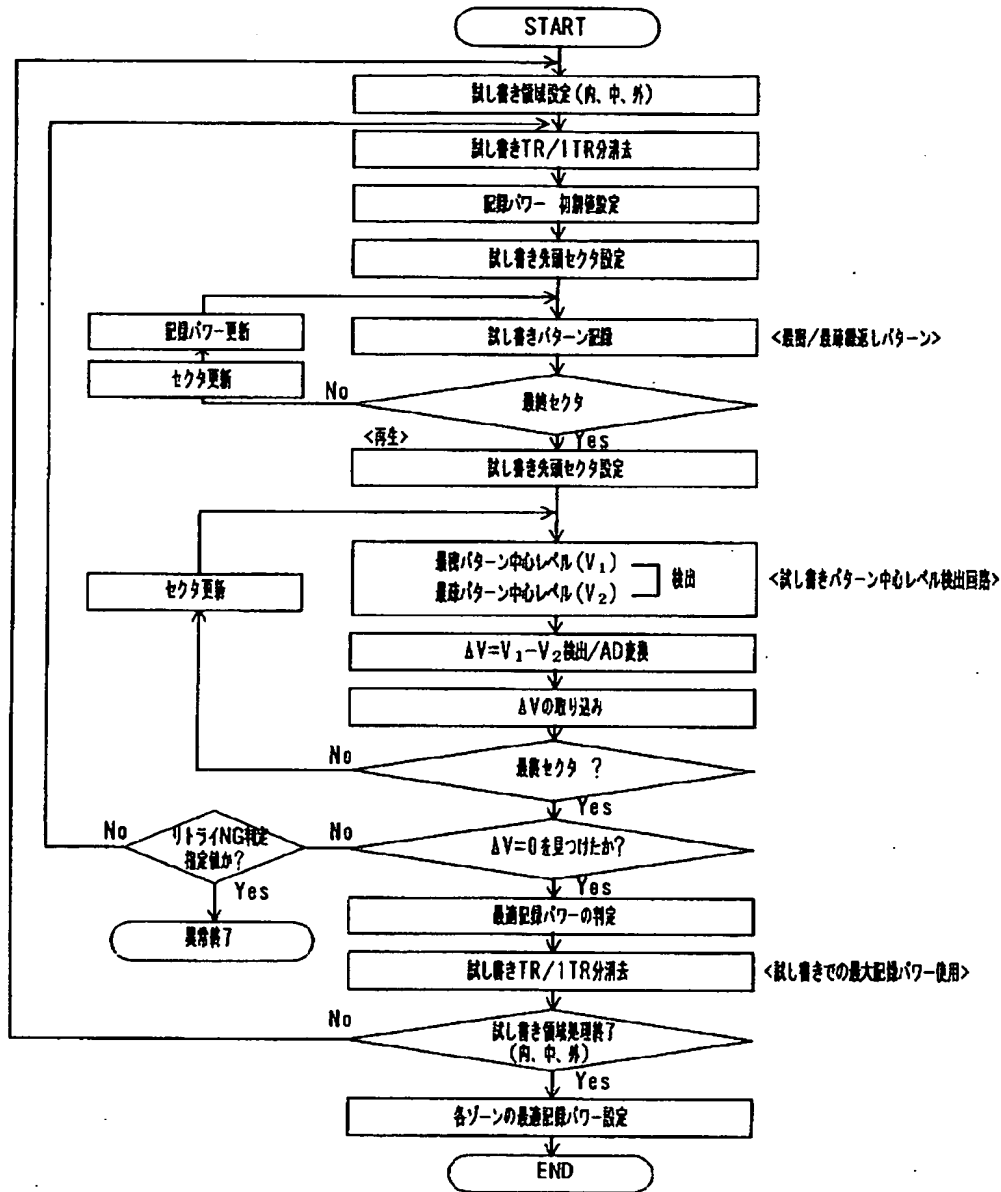 START
試し書き領域設定(内、中、外)
試し書きTR/1TR分消去
記録パワー 初期値設定
試し書き先頭セクタ設定
記録パワー更新
試し書きパターン記録
<最密/最疎繰返しパターン>
セクタ更新
No
最終セクタ
<再生>
Yes
試し書き先頭セクタ設定
最密パターン中心レベル(V₁)
最疎パターン中心レベル(V₂)
検出
<試し書きパターン中心レベル検出回路>
セクタ更新
ΔV=V₁-V₂検出/AD変換
ΔVの取り込み
No
最終セクタ ?
Yes
No
リトライNG判定
指定値か?
No
ΔV=0を見つけたか?
Yes
Yes
異常終了
最適記録パワーの判定
試し書きTR/1TR分消去
<試し書きでの最大記録パワー使用>
No
試し書き領域処理終了
(内、中、外)
Yes
各ゾーンの最適記録パワー設定
END